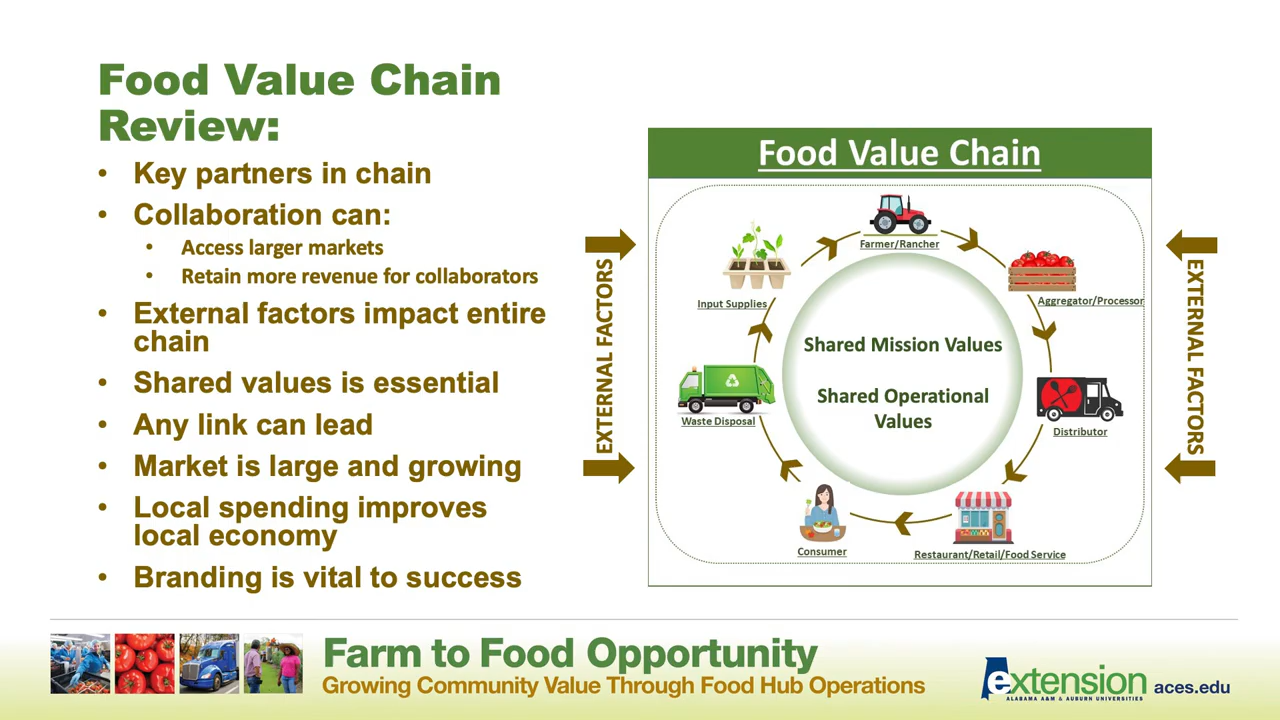 Food Value Chain
Review:
• Key partners in chain
• Collaboration can:
• Access larger markets
• Retain more revenue for collaborators
• External factors impact entire
chain
• Shared values is essential
• Any link can lead
• Market is large and growing
• Local spending improves
local economy
• Branding is vital to success
Food Value Chain
EXTERNAL FACTORS
Farmer/Rancher
Input Supplies
Aggregator/Processor
Shared Mission Values
Shared Operational
Values
Waste Disposal
Distributor
Consumer
Restaurant/Retail/Food Service
EXTERNAL FACTORS
Farm to Food Opportunity
Growing Community Value Through Food Hub Operations
extension
ALABAMA A&M & AUBURN UNIVERSITIES
aces.edu